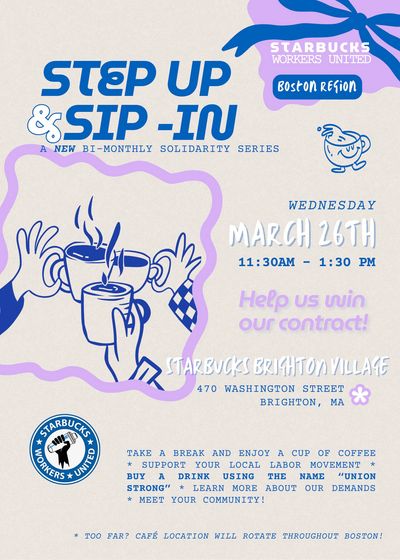 STARBUCKS
WORKERS UNITED
BOSTON REGION
STEP UP
& SIP -IN
A NEW BI-MONTHLY SOLIDARITY SERIES
WEDNESDAY
MARCH 26TH
11:30AM – 1:30 PM
Help us win
our contract!
STARBUCKS BRIGHTON VILLAGE
470 WASHINGTON STREET
BRIGHTON, MA
STARBUCKS
WORKERS UNITED
TAKE A BREAK AND ENJOY A CUP OF COFFEE
* SUPPORT YOUR LOCAL LABOR MOVEMENT *
BUY A DRINK USING THE NAME "UNION
STRONG" * LEARN MORE ABOUT OUR DEMANDS
* MEET YOUR COMMUNITY!
* TOO FAR? CAFÉ LOCATION WILL ROTATE THROUGHOUT BOSTON!